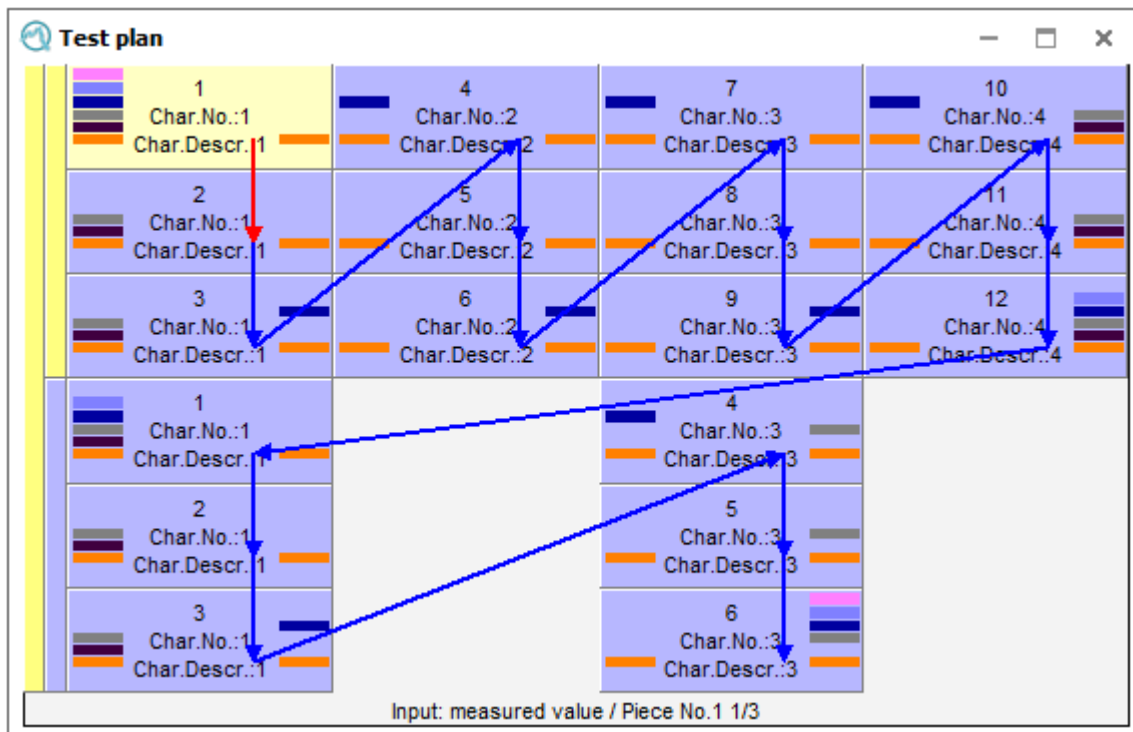 Test plan
1
Char.No.:1
Char.Descr.:1
4
Char.No.:2
Char.Descr.:2
7
Char.No.:3
Char.Descr.:3
10
Char.No.:4
Char.Descr.:4
2
Char.No.:1
Char.Descr.:1
5
Char.No.:2
Char.Descr.:2
8
Char.No.:3
Char.Descr.:3
11
Char.No.:4
Char.Descr.:4
3
Char.No.:1
Char.Descr.:1
6
Char.No.:2
Char.Descr.:2
9
Char.No.:3
Char.Descr.:3
12
Char.No.:4
Char.Descr.:4
1
Char.No.:1
Char.Descr.:1
4
Char.No.:3
Char.Descr.:3
2
Char.No.:1
Char.Descr.:1
5
Char.No.:3
Char.Descr.:3
3
Char.No.:1
Char.Descr.:1
6
Char.No.:3
Char.Descr.:3
Input: measured value / Piece No.1 1/3